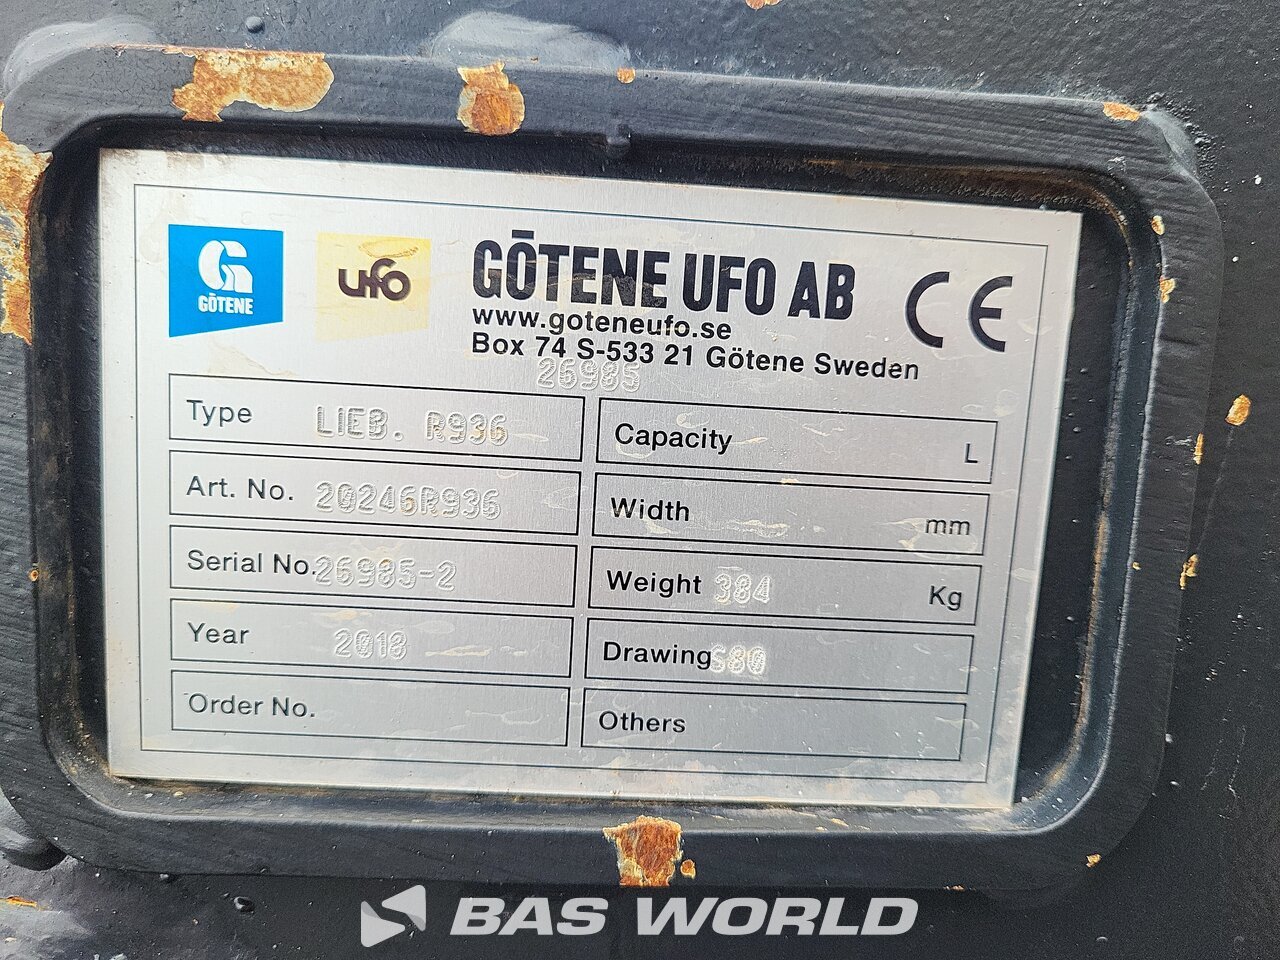 GÖTENE
ufo
GÖTENE UFO AB
CE
www.goteneufo.se
Box 74 S-533 21 Götene Sweden
26985
Type LIEB. R936
Capacity L
Art. No. 20246R936
Width mm
Serial No. 26985-2
Weight 384 Kg
Year 2018
Drawing S80
Order No.
Others
BAS WORLD